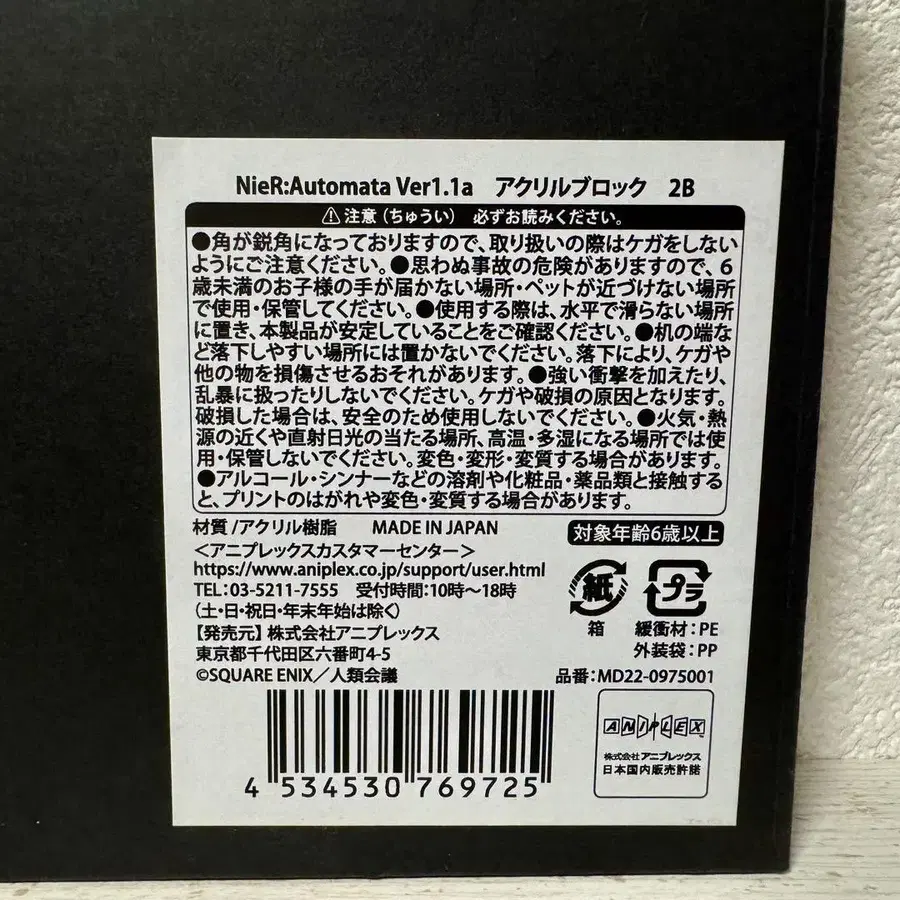 NieR:Automata Ver1.1a アクリルブロック 2B
⚠注意（ちゅうい） 必ずお読みください。
●角が鋭角になっておりますので、取り扱いの際はケガをしない
ようにご注意ください。●思わぬ事故の危険がありますので、6
歳未満のお子様の手が届かない場所・ペットが近づけない場所
で使用・保管してください。●使用する際は、水平で滑らない場所
に置き、本製品が安定していることをご確認ください。●机の端な
ど落下しやすい場所には置かないでください。落下により、ケガや
他の物を損傷させるおそれがあります。●強い衝撃を加えたり、
乱暴に扱ったりしないでください。ケガや破損の原因となります。
破損した場合は、安全のため使用しないでください。●火気・熱
源の近くや直射日光の当たる場所、高温・多湿になる場所では使
用・保管しないでください。変色・変形・変質する場合があります。
●アルコール・シンナーなどの溶剤や化粧品・薬品類と接触する
と、プリントのはがれや変色・変質する場合があります。
材質/アクリル樹脂 MADE IN JAPAN
対象年齢6歳以上
＜アニプレックスカスタマーセンター＞
https://www.aniplex.co.jp/support/user.html
TEL：03-5211-7555 受付時間：10時～18時
（土・日・祝日・年末年始は除く）
【発売元】株式会社アニプレックス
東京都千代田区六番町4-5
©SQUARE ENIX／人類会議
紙
箱
プラ
緩衝材：PE
外装袋：PP
品番：MD22-0975001
4 534530 769725
ANIPLEX
株式会社アニプレックス
日本国内販売許諾